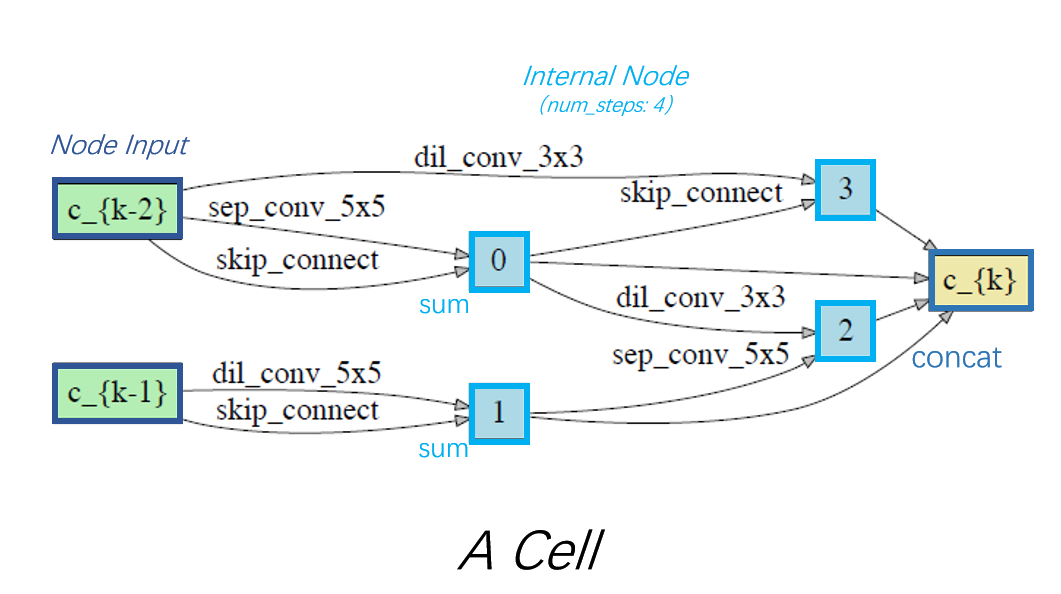 Internal Node
(num_steps: 4)
Node Input
dil_conv_3x3
3
skip_connect
c_{k-2}
sep_conv_5x5
skip_connect
0
sum
c_{k}
dil_conv_3x3
2
sep_conv_5x5
concat
c_{k-1}
dil_conv_5x5
skip_connect
1
sum
A Cell